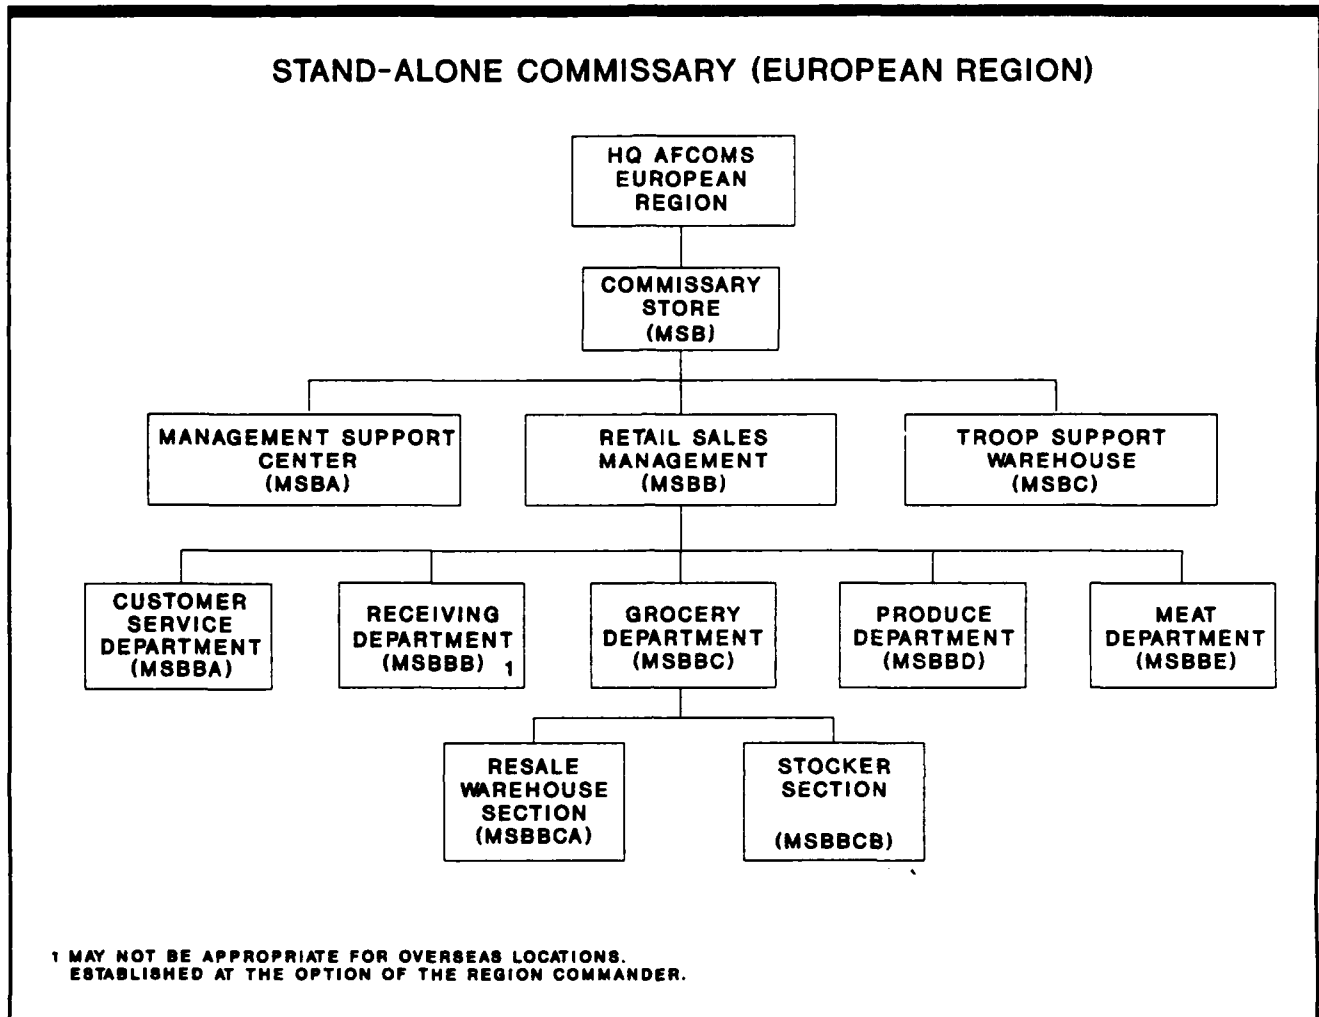 STAND-ALONE COMMISSARY (EUROPEAN REGION)
HQ AFCOMS
EUROPEAN
REGION
COMMISSARY
STORE
(MSB)
MANAGEMENT SUPPORT
CENTER
(MSBA)
RETAIL SALES
MANAGEMENT
(MSBB)
TROOP SUPPORT
WAREHOUSE
(MSBC)
CUSTOMER
SERVICE
DEPARTMENT
(MSBBA)
RECEIVING
DEPARTMENT
(MSBBB) 1
GROCERY
DEPARTMENT
(MSBBC)
PRODUCE
DEPARTMENT
(MSBBD)
MEAT
DEPARTMENT
(MSBBE)
RESALE
WAREHOUSE
SECTION
(MSBBCA)
STOCKER
SECTION
(MSBBCB)
1 MAY NOT BE APPROPRIATE FOR OVERSEAS LOCATIONS.
ESTABLISHED AT THE OPTION OF THE REGION COMMANDER.